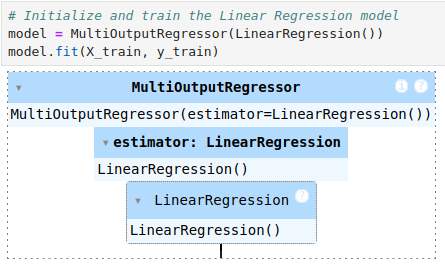 # Initialize and train the Linear Regression model
model = MultiOutputRegressor(LinearRegression())
model.fit(X_train, y_train)
▾ MultiOutputRegressor i ?
MultiOutputRegressor(estimator=LinearRegression())
▾ estimator: LinearRegression
LinearRegression()
▾ LinearRegression ?
LinearRegression()